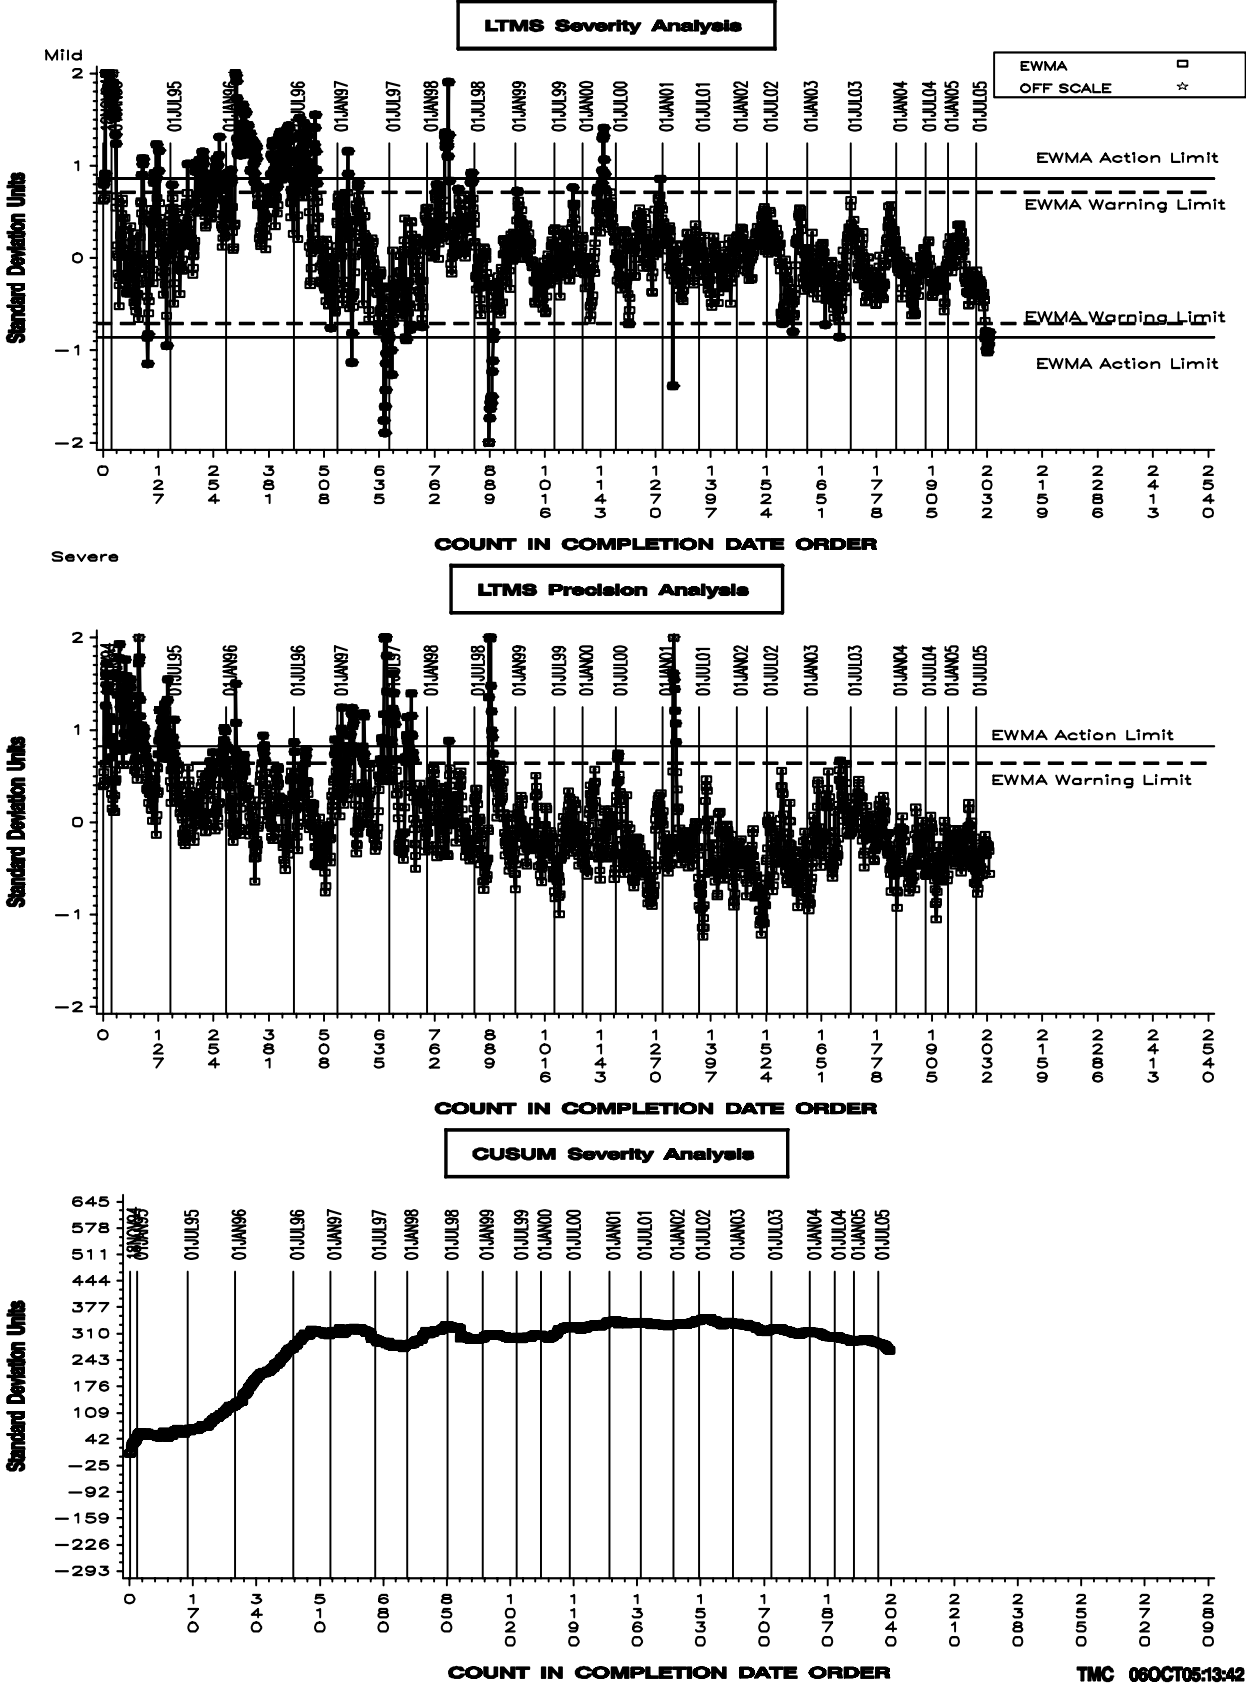 LTMS Severity Analysis
Mild
EWMA
OFF SCALE
2
1
0
-1
-2
Standard Deviation Units
01JUL95 01JAN96 01JUL96 01JAN97 01JUL97 01JAN98 01JUL98 01JAN99 01JUL99 01JAN00 01JUL00 01JAN01 01JUL01 01JAN02 01JUL02 01JAN03 01JUL03 01JAN04 01JUL04 01JAN05 01JUL05
EWMA Action Limit
EWMA Warning Limit
EWMA Warning Limit
EWMA Action Limit
0 127 254 381 508 635 762 889 1016 1143 1270 1397 1524 1651 1778 1905 2032 2159 2286 2413 2540
COUNT IN COMPLETION DATE ORDER
Severe
LTMS Precision Analysis
2
1
0
-1
-2
Standard Deviation Units
01JUL95 01JAN96 01JUL96 01JAN97 01JUL97 01JAN98 01JUL98 01JAN99 01JUL99 01JAN00 01JUL00 01JAN01 01JUL01 01JAN02 01JUL02 01JAN03 01JUL03 01JAN04 01JUL04 01JAN05 01JUL05
EWMA Action Limit
EWMA Warning Limit
0 127 254 381 508 635 762 889 1016 1143 1270 1397 1524 1651 1778 1905 2032 2159 2286 2413 2540
COUNT IN COMPLETION DATE ORDER
CUSUM Severity Analysis
645
578
511
444
377
310
243
176
109
42
-25
-92
-159
-226
-293
Standard Deviation Units
01JAN95 01JUL95 01JAN96 01JUL96 01JAN97 01JUL97 01JAN98 01JUL98 01JAN99 01JUL99 01JAN00 01JUL00 01JAN01 01JUL01 01JAN02 01JUL02 01JAN03 01JUL03 01JAN04 01JUL04 01JAN05 01JUL05
0 170 340 510 680 850 1020 1190 1360 1530 1700 1870 2040 2210 2380 2550 2720 2890
COUNT IN COMPLETION DATE ORDER
TMC 06OCT05:13:42